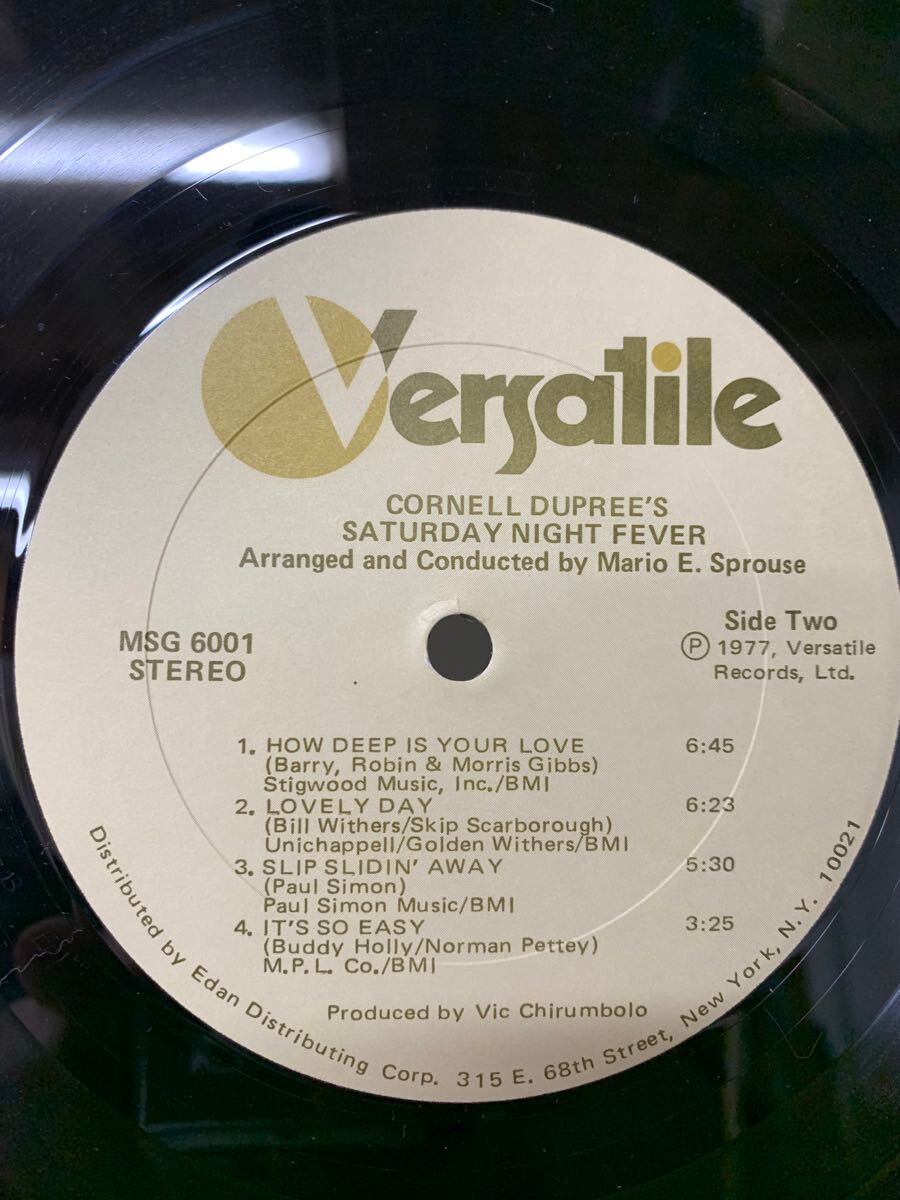 Versatile
CORNELL DUPREE'S
SATURDAY NIGHT FEVER
Arranged and Conducted by Mario E. Sprouse
MSG 6001
STEREO
Side Two
Ⓟ 1977, Versatile
Records, Ltd.
1. HOW DEEP IS YOUR LOVE 6:45
(Barry, Robin & Morris Gibbs)
Stigwood Music, Inc./BMI
2. LOVELY DAY 6:23
(Bill Withers/Skip Scarborough)
Unichappell/Golden Withers/BMI
3. SLIP SLIDIN' AWAY 5:30
(Paul Simon)
Paul Simon Music/BMI
4. IT'S SO EASY 3:25
(Buddy Holly/Norman Pettey)
M.P.L. Co./BMI
Produced by Vic Chirumbolo
Distributed by Edan Distributing Corp. 315 E. 68th Street, New York, N.Y. 10021